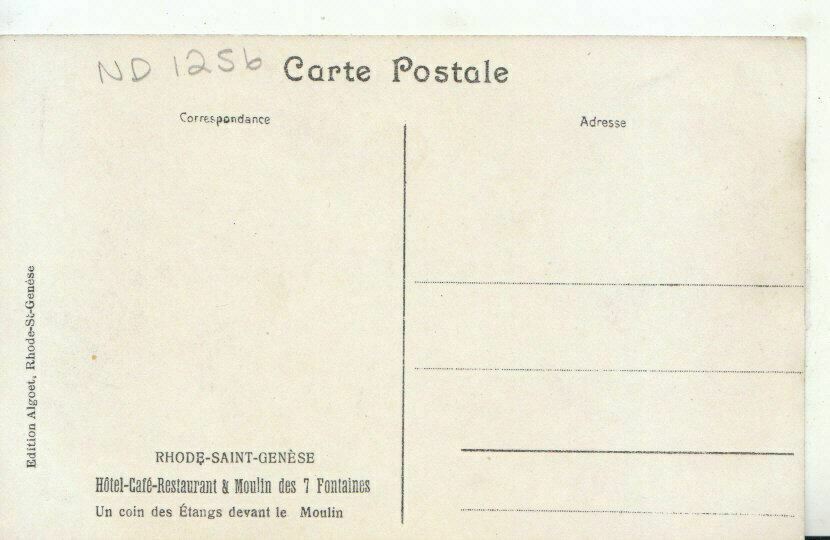 ND 1256
Carte Postale
Correspondance
Adresse
Edition Algoet, Rhode-St-Genèse
RHODE-SAINT-GENÈSE
Hôtel-Café-Restaurant & Moulin des 7 Fontaines
Un coin des Étangs devant le Moulin